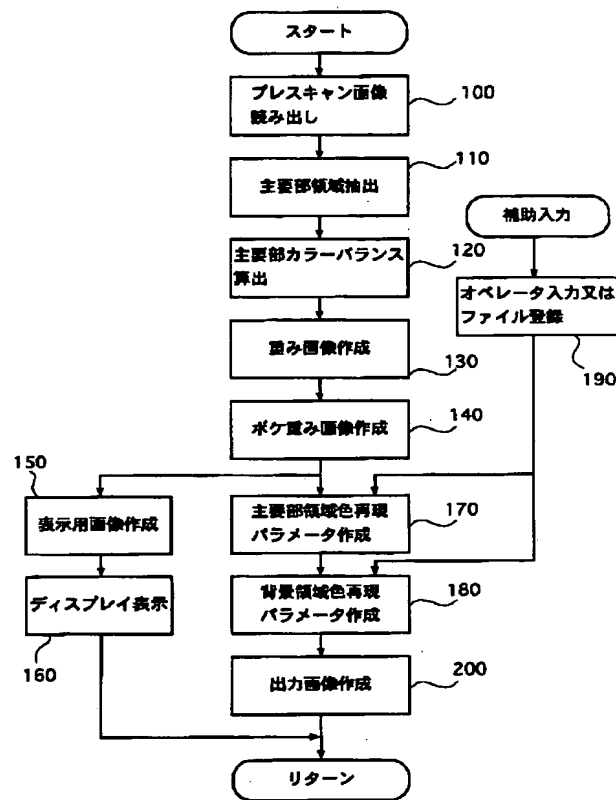 スタート
プレスキャン画像
読み出し
100
主要部領域抽出
110
補助入力
主要部カラーバランス
算出
120
オペレータ入力又は
ファイル登録
190
重み画像作成
130
ボケ重み画像作成
140
150
表示用画像作成
主要部領域色再現
パラメータ作成
170
ディスプレイ表示
160
背景領域色再現
パラメータ作成
180
出力画像作成
200
リターン